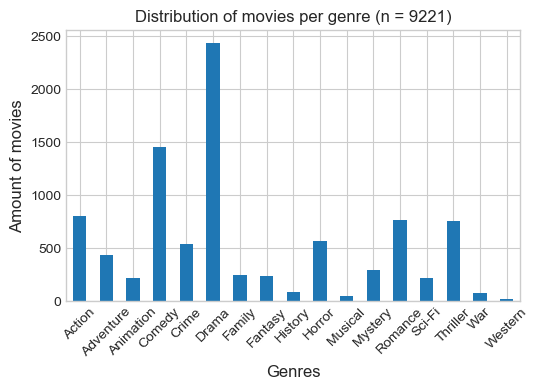 Distribution of movies per genre (n = 9221)
2500
2000
1500
1000
500
0
Amount of movies
Action
Adventure
Animation
Comedy
Crime
Drama
Family
Fantasy
History
Horror
Musical
Mystery
Romance
Sci-Fi
Thriller
War
Western
Genres